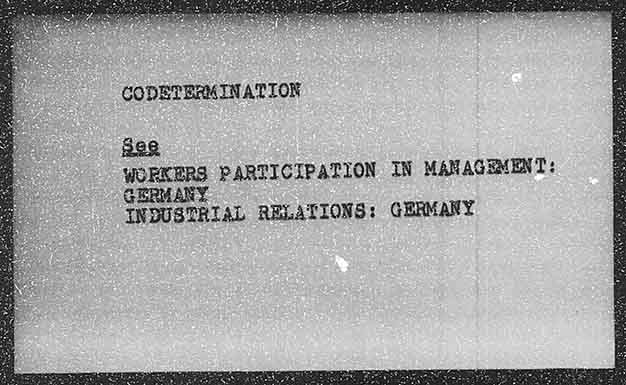 CODETERMINATION
See
WORKERS PARTICIPATION IN MANAGEMENT:
GERMANY
INDUSTRIAL RELATIONS: GERMANY